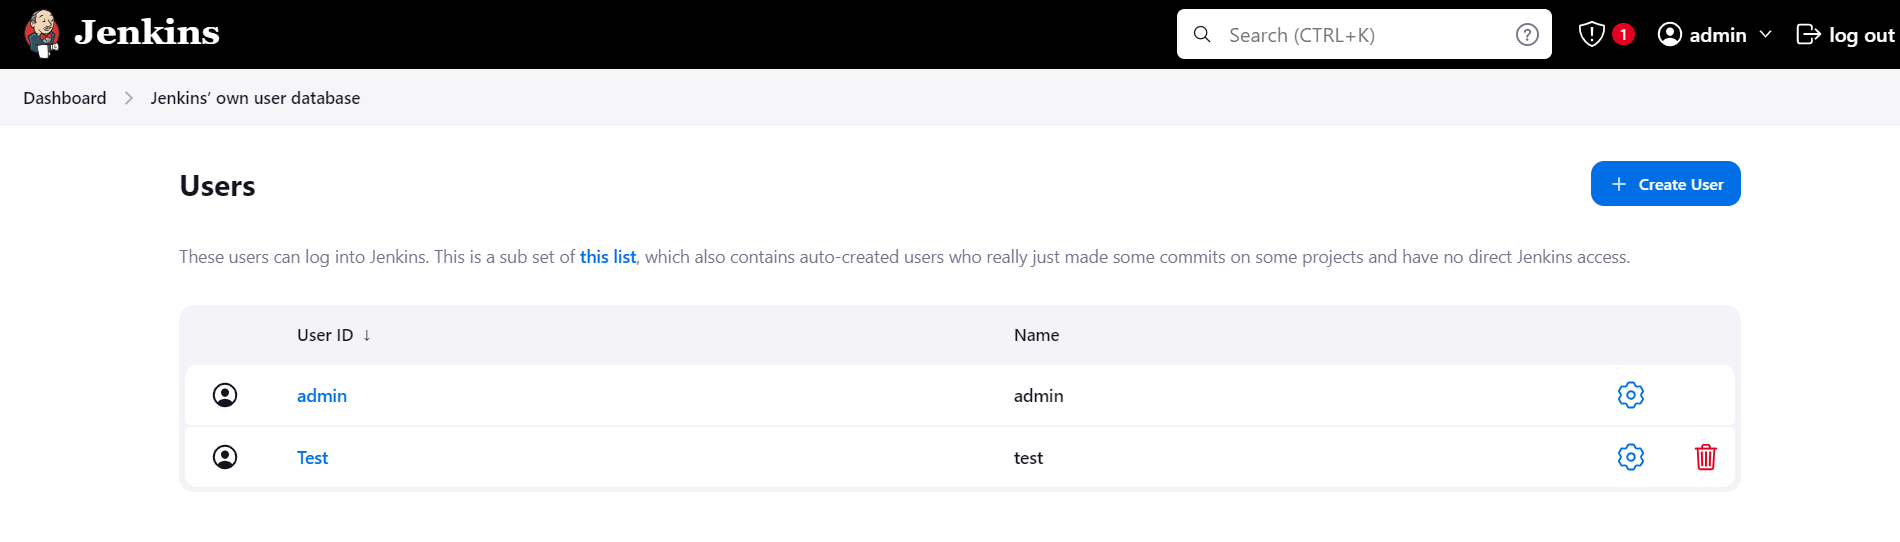 Jenkins
Search (CTRL+K)
?
1
admin
log out
Dashboard
Jenkins’ own user database
Users
+ Create User
These users can log into Jenkins. This is a sub set of this list, which also contains auto-created users who really just made some commits on some projects and have no direct Jenkins access.
User ID ↓ Name
admin admin
Test test